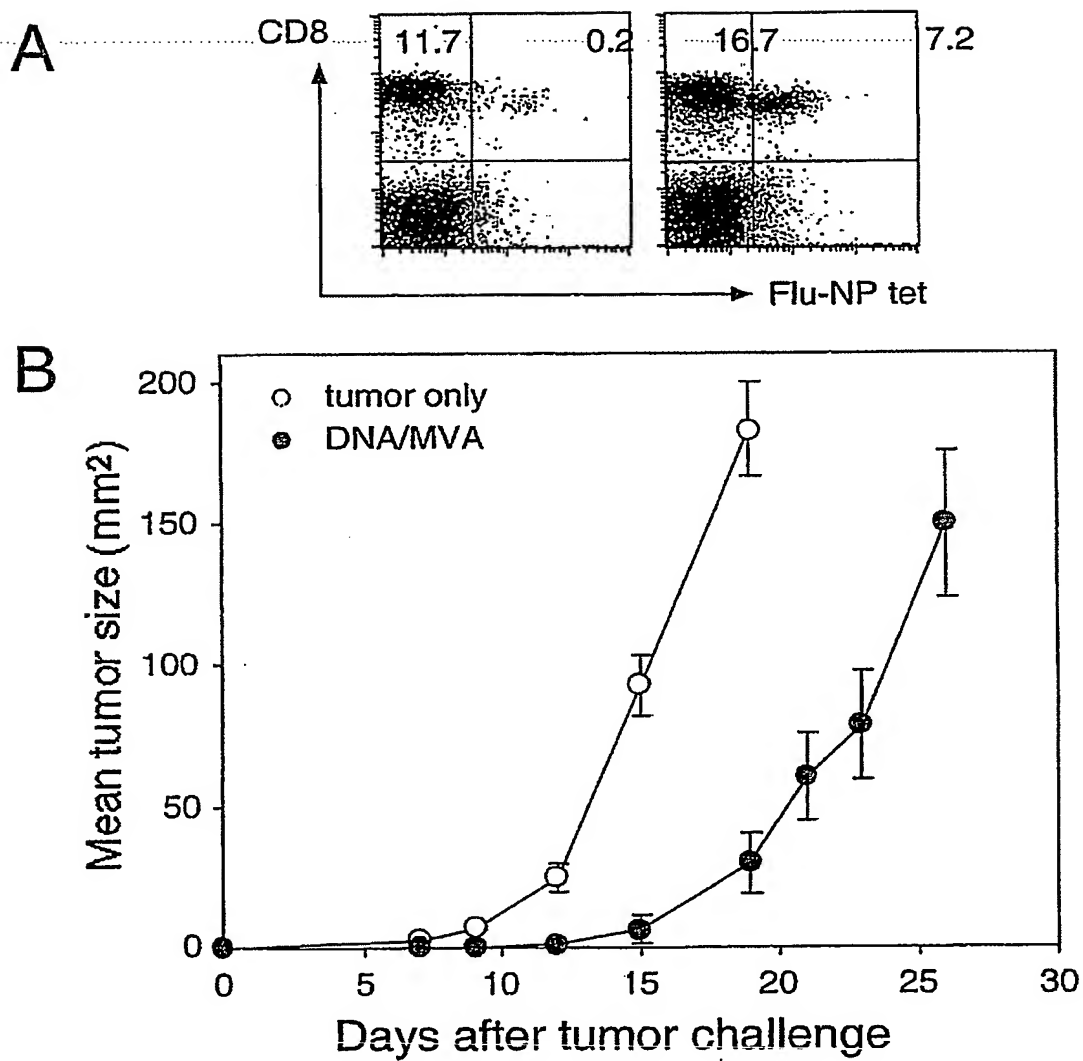 A
CD8
11.7 0.2
16.7 7.2
Flu-NP tet
B
200
150
100
50
0
Mean tumor size (mm²)
tumor only
DNA/MVA
0 5 10 15 20 25 30
Days after tumor challenge